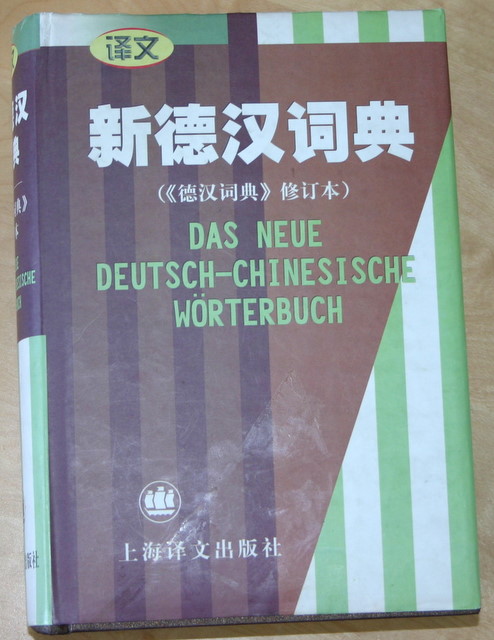 译文
新德汉词典
(《德汉词典》修订本)
DAS NEUE
DEUTSCH-CHINESISCHE
WÖRTERBUCH
上海译文出版社